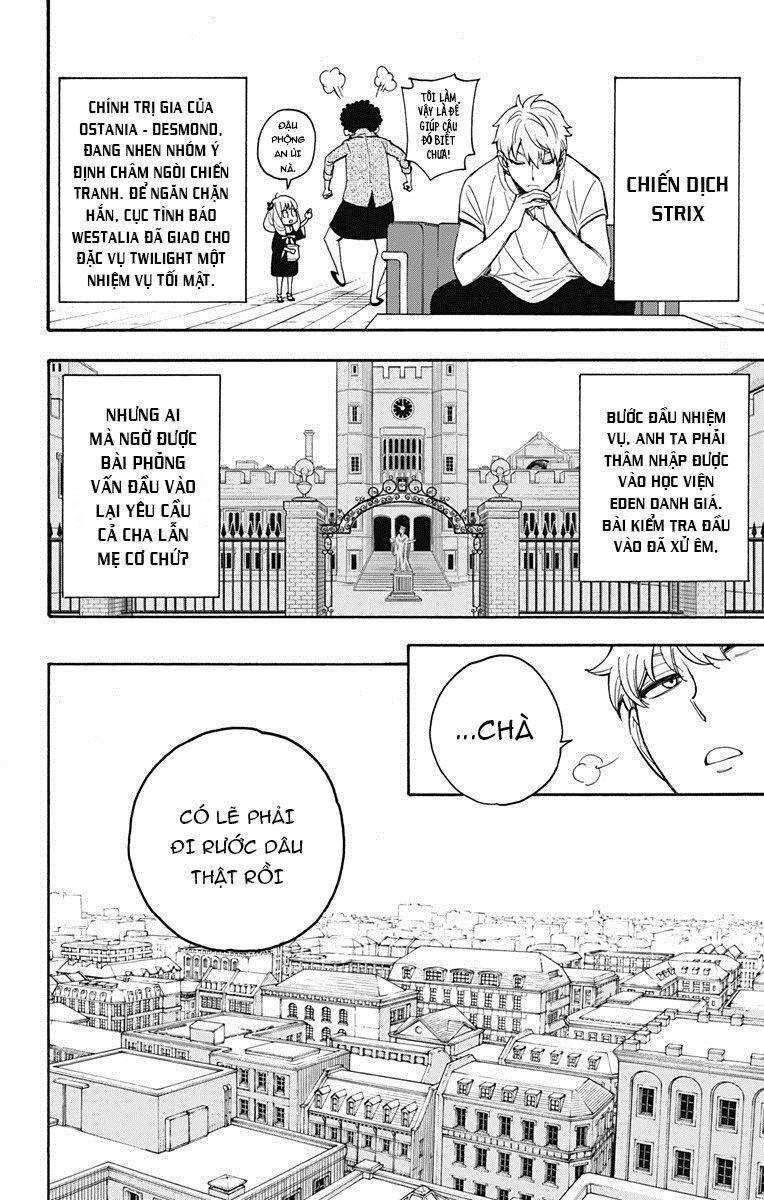 CHIẾN DỊCH
STRIX
TÔI LÀM
VẬY LÀ ĐỂ
GIÚP CẬU
ĐÓ BIẾT
CHƯA!
ĐẬU
PHỘNG
AN ỦI
NÀ.
CHÍNH TRỊ GIA CỦA
OSTANIA - DESMOND,
ĐANG NHEN NHÓM Ý
ĐỊNH CHÂM NGÒI CHIẾN
TRANH. ĐỂ NGĂN CHẶN
HẮN, CỤC TÌNH BÁO
WESTALIA ĐÃ GIAO CHO
ĐẶC VỤ TWILIGHT MỘT
NHIỆM VỤ TỐI MẬT.
BƯỚC ĐẦU NHIỆM
VỤ, ANH TA PHẢI
THÂM NHẬP ĐƯỢC
VÀO HỌC VIỆN
EDEN DANH GIÁ.
BÀI KIỂM TRA ĐẦU
VÀO ĐÃ XỬ ÊM,
NHƯNG AI
MÀ NGỜ ĐƯỢC
BÀI PHỎNG
VẤN ĐẦU VÀO
LẠI YÊU CẦU
CẢ CHA LẪN
MẸ CƠ CHỨ?
...CHÀ
CÓ LẼ PHẢI
ĐI RƯỚC DÂU
THẬT RỒI